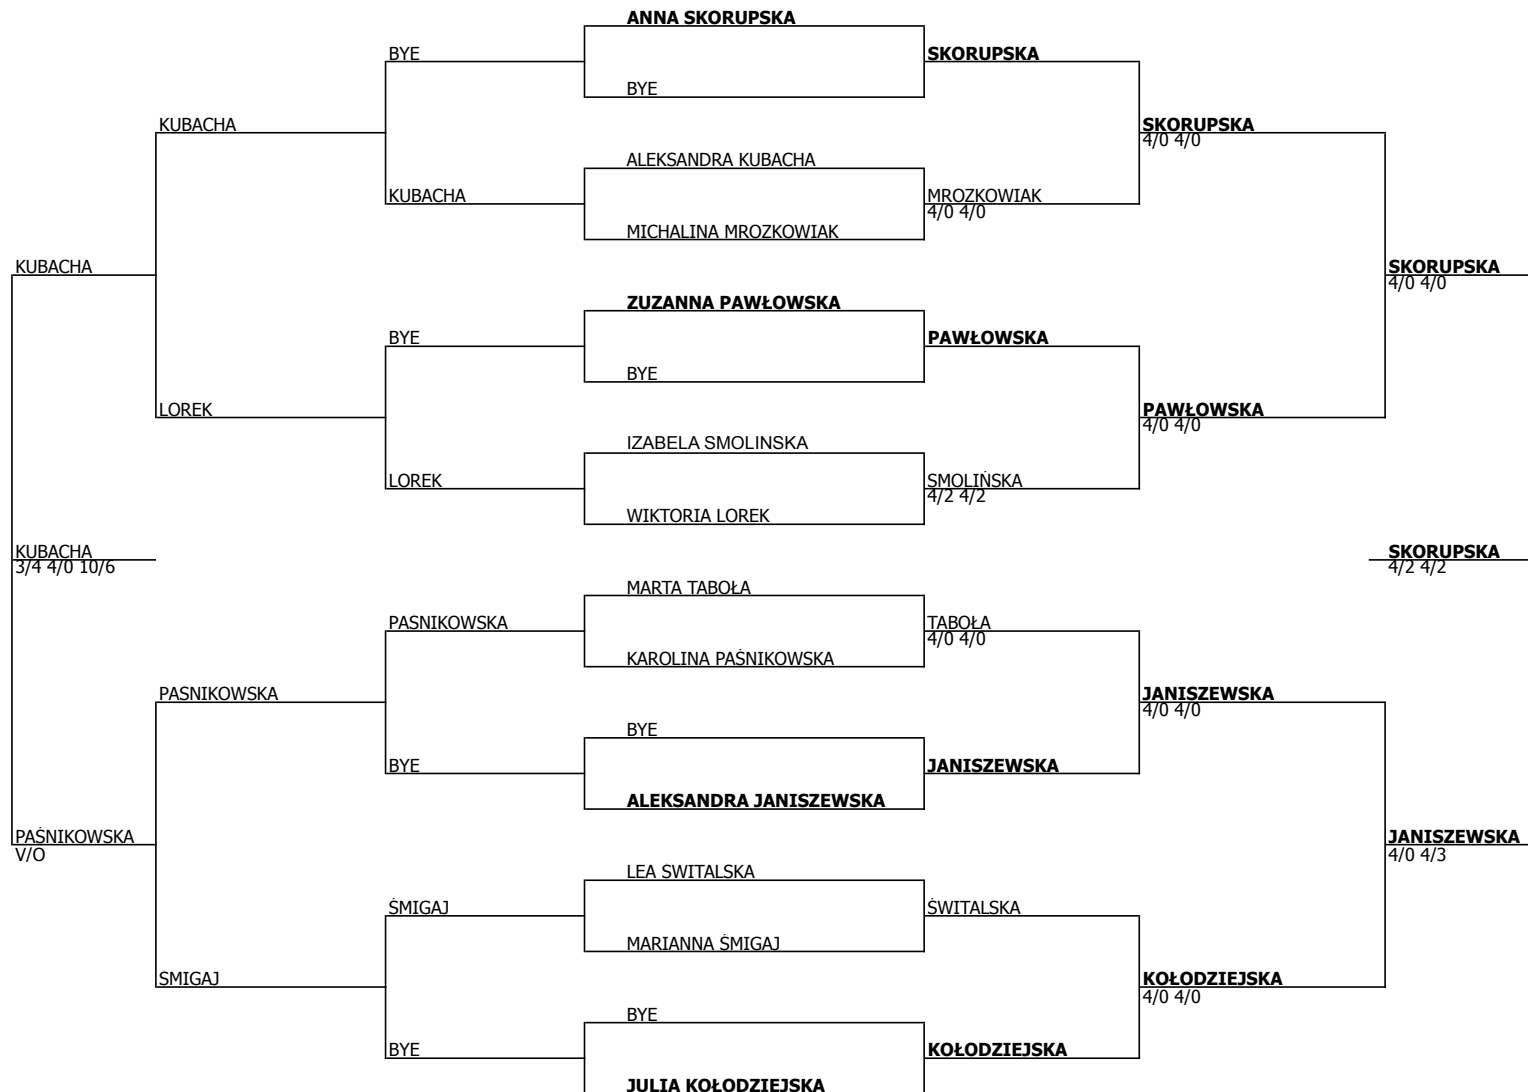 ANNA SKORUPSKA
BYE
SKORUPSKA
BYE
KUBACHA
SKORUPSKA
4/0 4/0
ALEKSANDRA KUBACHA
KUBACHA
MROZKOWIAK
4/0 4/0
MICHALINA MROZKOWIAK
KUBACHA
SKORUPSKA
4/0 4/0
ZUZANNA PAWŁOWSKA
BYE
PAWŁOWSKA
BYE
LOREK
PAWŁOWSKA
4/0 4/0
IZABELA SMOLINSKA
LOREK
SMOLIŃSKA
4/2 4/2
WIKTORIA LOREK
KUBACHA
3/4 4/0 10/6
SKORUPSKA
4/2 4/2
MARTA TABOŁA
PAŚNIKOWSKA
TABOŁA
4/0 4/0
KAROLINA PAŚNIKOWSKA
PAŚNIKOWSKA
JANISZEWSKA
4/0 4/0
BYE
BYE
JANISZEWSKA
ALEKSANDRA JANISZEWSKA
PAŚNIKOWSKA
V/O
JANISZEWSKA
4/0 4/3
LEA ŚWITALSKA
ŚMIGAJ
ŚWITALSKA
MARIANNA ŚMIGAJ
ŚMIGAJ
KOŁODZIEJSKA
4/0 4/0
BYE
BYE
KOŁODZIEJSKA
JULIA KOŁODZIEJSKA